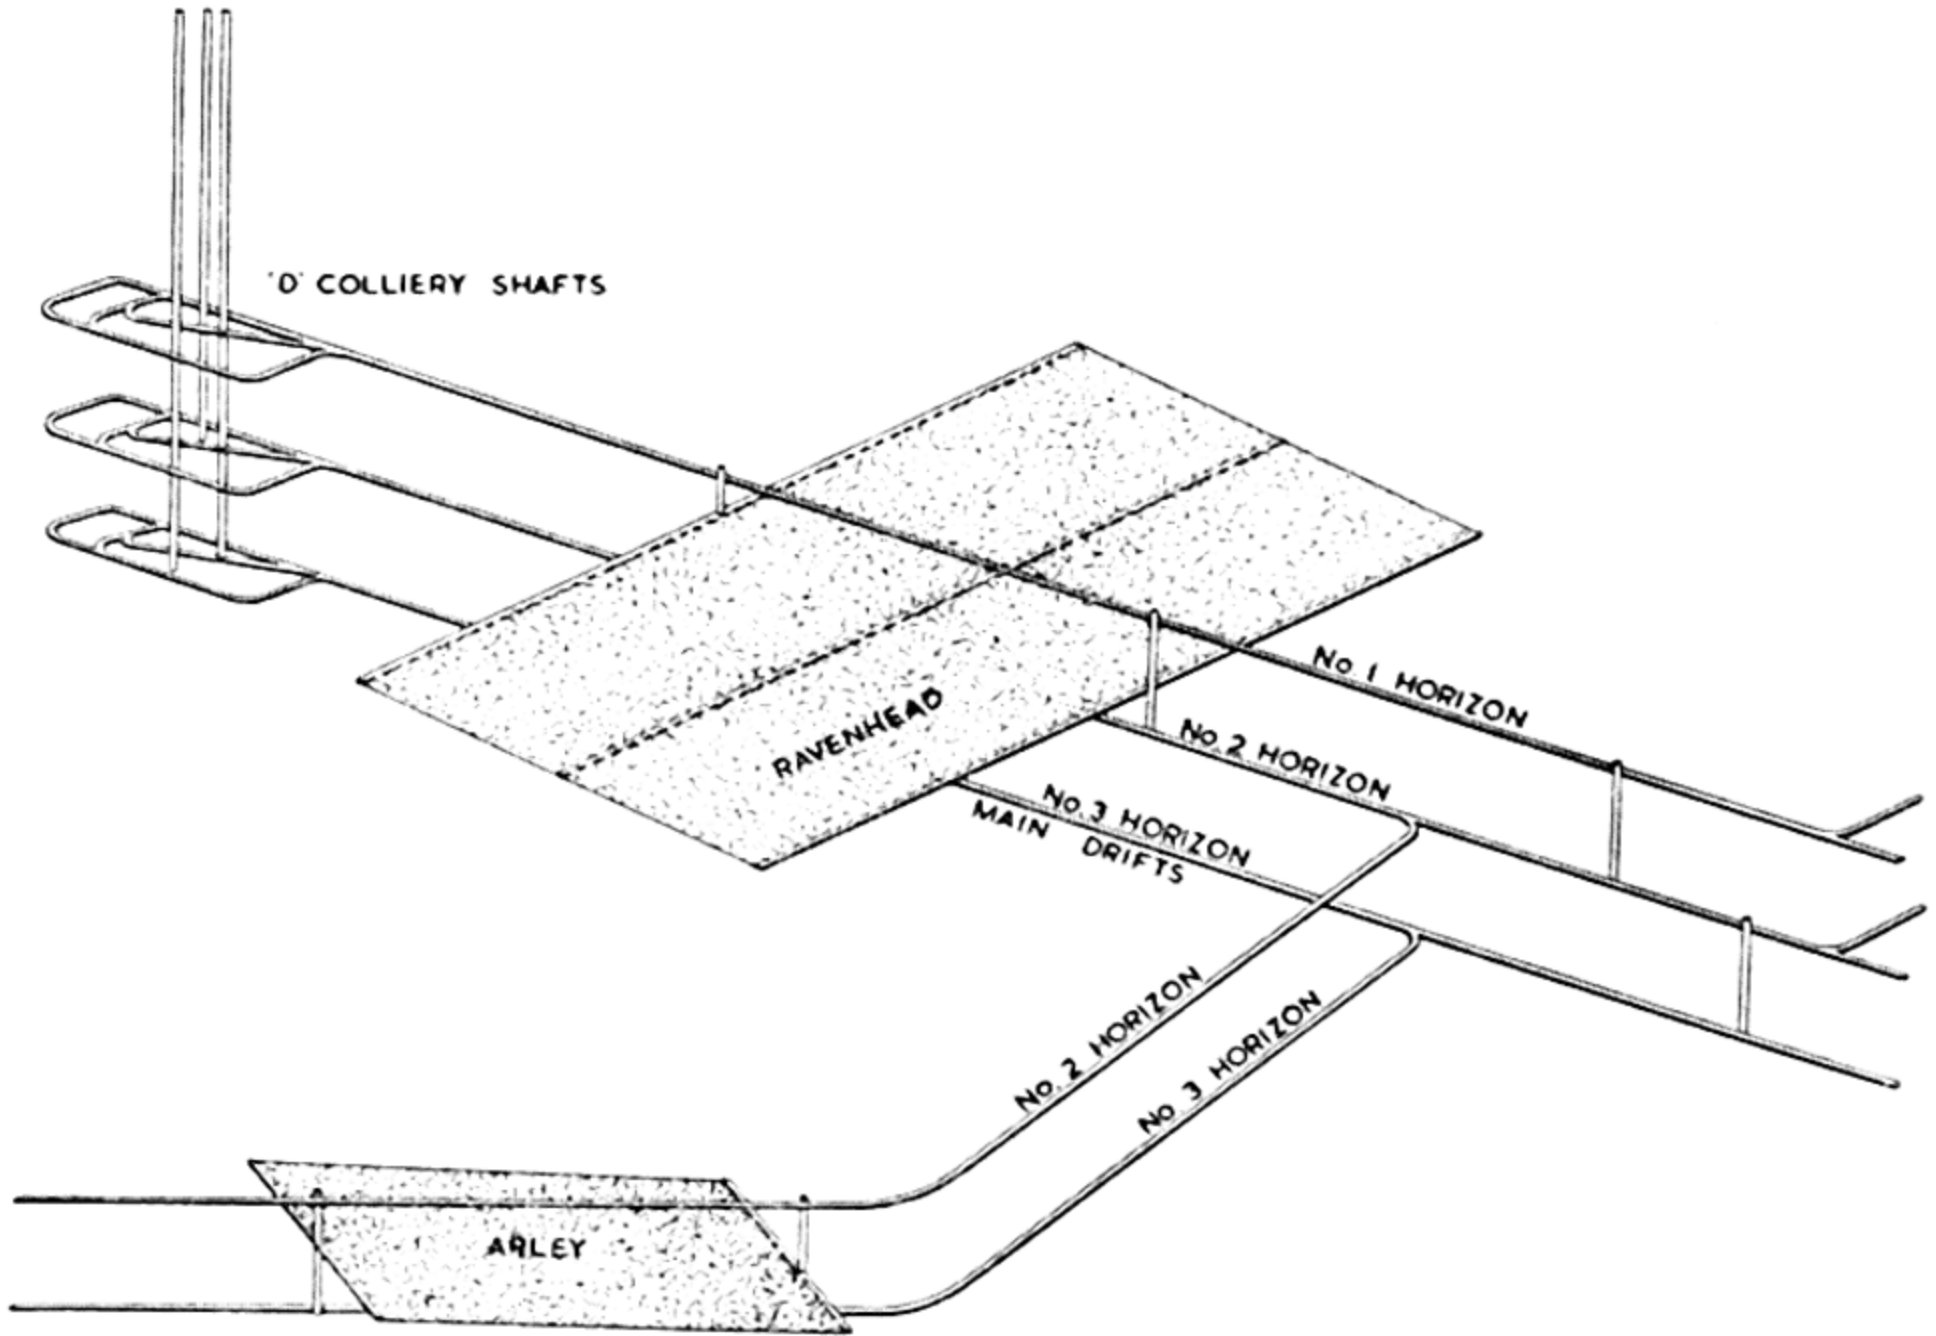 'D' COLLIERY SHAFTS
No 1 HORIZON
RAVENHEAD
No. 2 HORIZON
No. 3 HORIZON
MAIN DRIFTS
No. 2 HORIZON
No 3 HORIZON
ARLEY